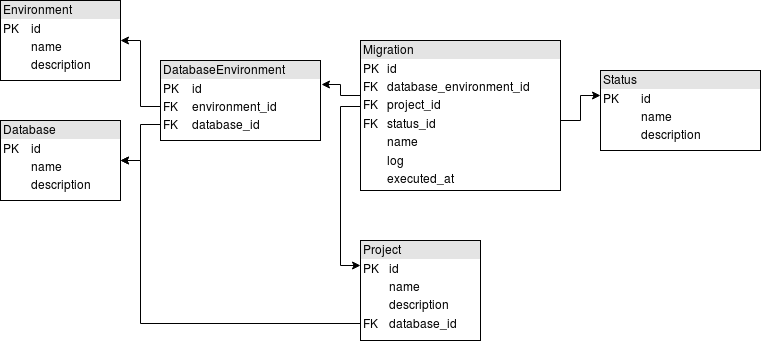 Environment
PK id
name
description
Database
PK id
name
description
DatabaseEnvironment
PK id
FK environment_id
FK database_id
Migration
PK id
FK database_environment_id
FK project_id
FK status_id
name
log
executed_at
Status
PK id
name
description
Project
PK id
name
description
FK database_id